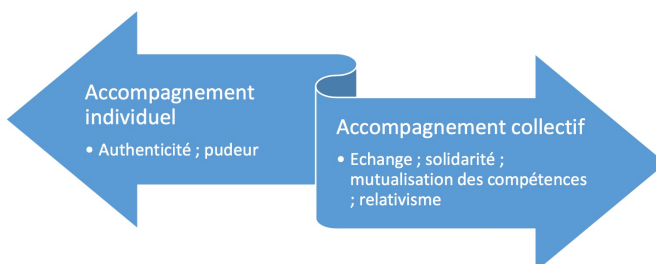 Accompagnement
individuel
• Authenticité ; pudeur
Accompagnement collectif
• Echange ; solidarité ;
mutualisation des compétences
; relativisme